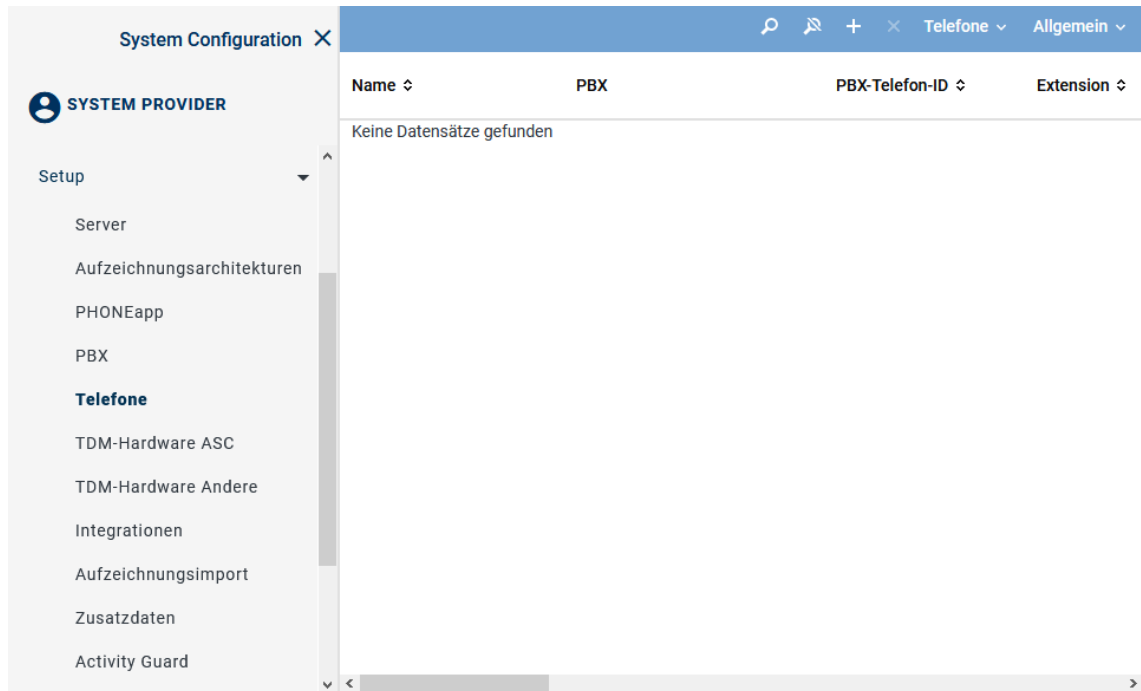 System Configuration
SYSTEM PROVIDER
Setup
Server
Aufzeichnungsarchitekturen
PHONEapp
PBX
Telefone
TDM-Hardware ASC
TDM-Hardware Andere
Integrationen
Aufzeichnungsimport
Zusatzdaten
Activity Guard
Telefone Allgemein
Name PBX PBX-Telefon-ID Extension
Keine Datensätze gefunden